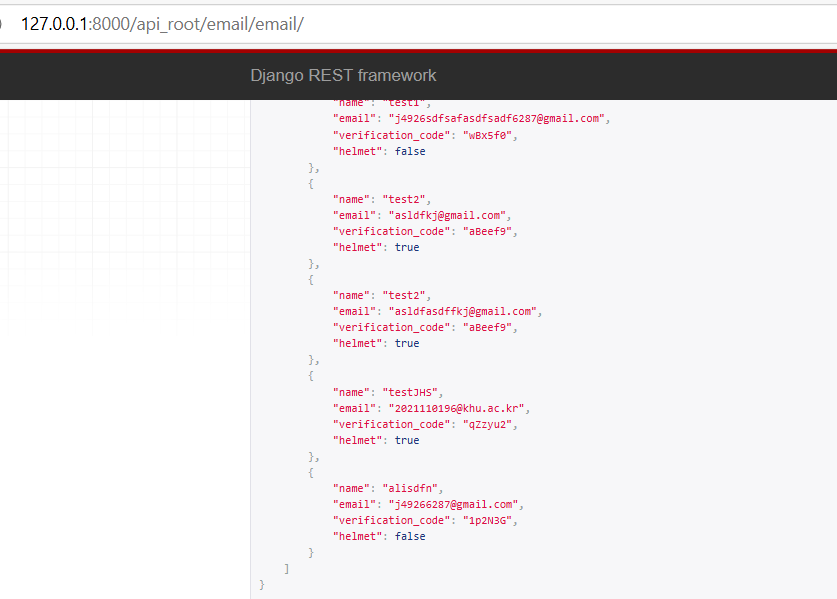 127.0.0.1:8000/api_root/email/email/
Django REST framework
"name": "test1",
"email": "j4926sdfsafasdfsadf6287@gmail.com",
"verification_code": "wBx5f0",
"helmet": false
},
{
"name": "test2",
"email": "asldfkj@gmail.com",
"verification_code": "aBeef9",
"helmet": true
},
{
"name": "test2",
"email": "asldfasdffkj@gmail.com",
"verification_code": "aBeef9",
"helmet": true
},
{
"name": "testJHS",
"email": "2021110196@khu.ac.kr",
"verification_code": "qZzyu2",
"helmet": true
},
{
"name": "alisdfn",
"email": "j49266287@gmail.com",
"verification_code": "1p2N3G",
"helmet": false
}
]
}